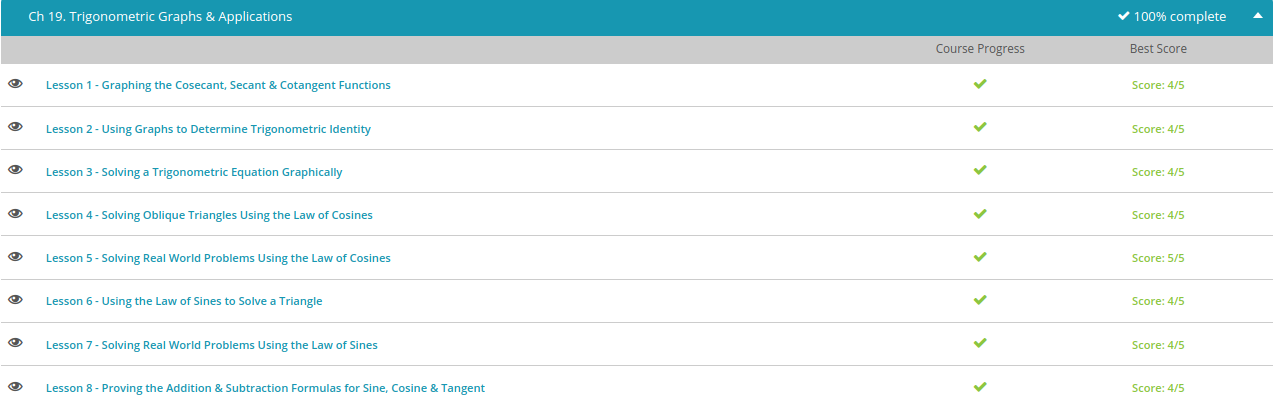 Ch 19. Trigonometric Graphs & Applications 100% complete
Course Progress Best Score
Lesson 1 - Graphing the Cosecant, Secant & Cotangent Functions Score: 4/5
Lesson 2 - Using Graphs to Determine Trigonometric Identity Score: 4/5
Lesson 3 - Solving a Trigonometric Equation Graphically Score: 4/5
Lesson 4 - Solving Oblique Triangles Using the Law of Cosines Score: 4/5
Lesson 5 - Solving Real World Problems Using the Law of Cosines Score: 5/5
Lesson 6 - Using the Law of Sines to Solve a Triangle Score: 4/5
Lesson 7 - Solving Real World Problems Using the Law of Sines Score: 4/5
Lesson 8 - Proving the Addition & Subtraction Formulas for Sine, Cosine & Tangent Score: 4/5